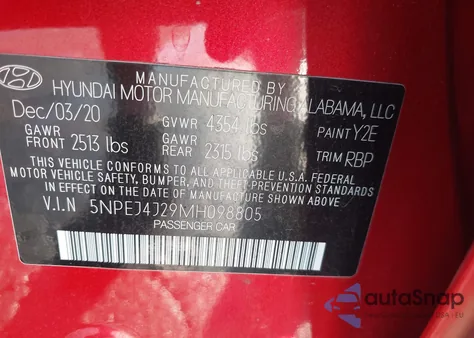 MANUFACTURED BY
HYUNDAI MOTOR MANUFACTURING ALABAMA, LLC
Dec/03/20 GVWR 4354 lbs PAINT Y2E
GAWR FRONT 2513 lbs GAWR REAR 2315 lbs TRIM RBP
THIS VEHICLE CONFORMS TO ALL APPLICABLE U.S.A. FEDERAL
MOTOR VEHICLE SAFETY, BUMPER, AND THEFT-PREVENTION STANDARDS
IN EFFECT ON THE DATE OF MANUFACTURE SHOWN ABOVE.
V.I.N 5NPEJ4J29MH098805
PASSENGER CAR
autoSnap